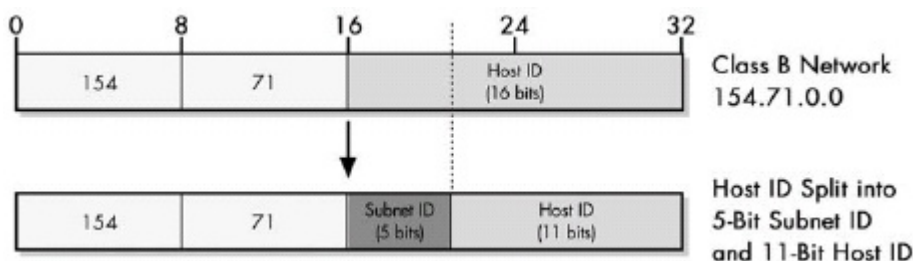 0 8 16 24 32
154 71 Host ID
(16 bits)
Class B Network
154.71.0.0
154 71 Subnet ID
(5 bits)
Host ID
(11 bits)
Host ID Split into
5-Bit Subnet ID
and 11-Bit Host ID